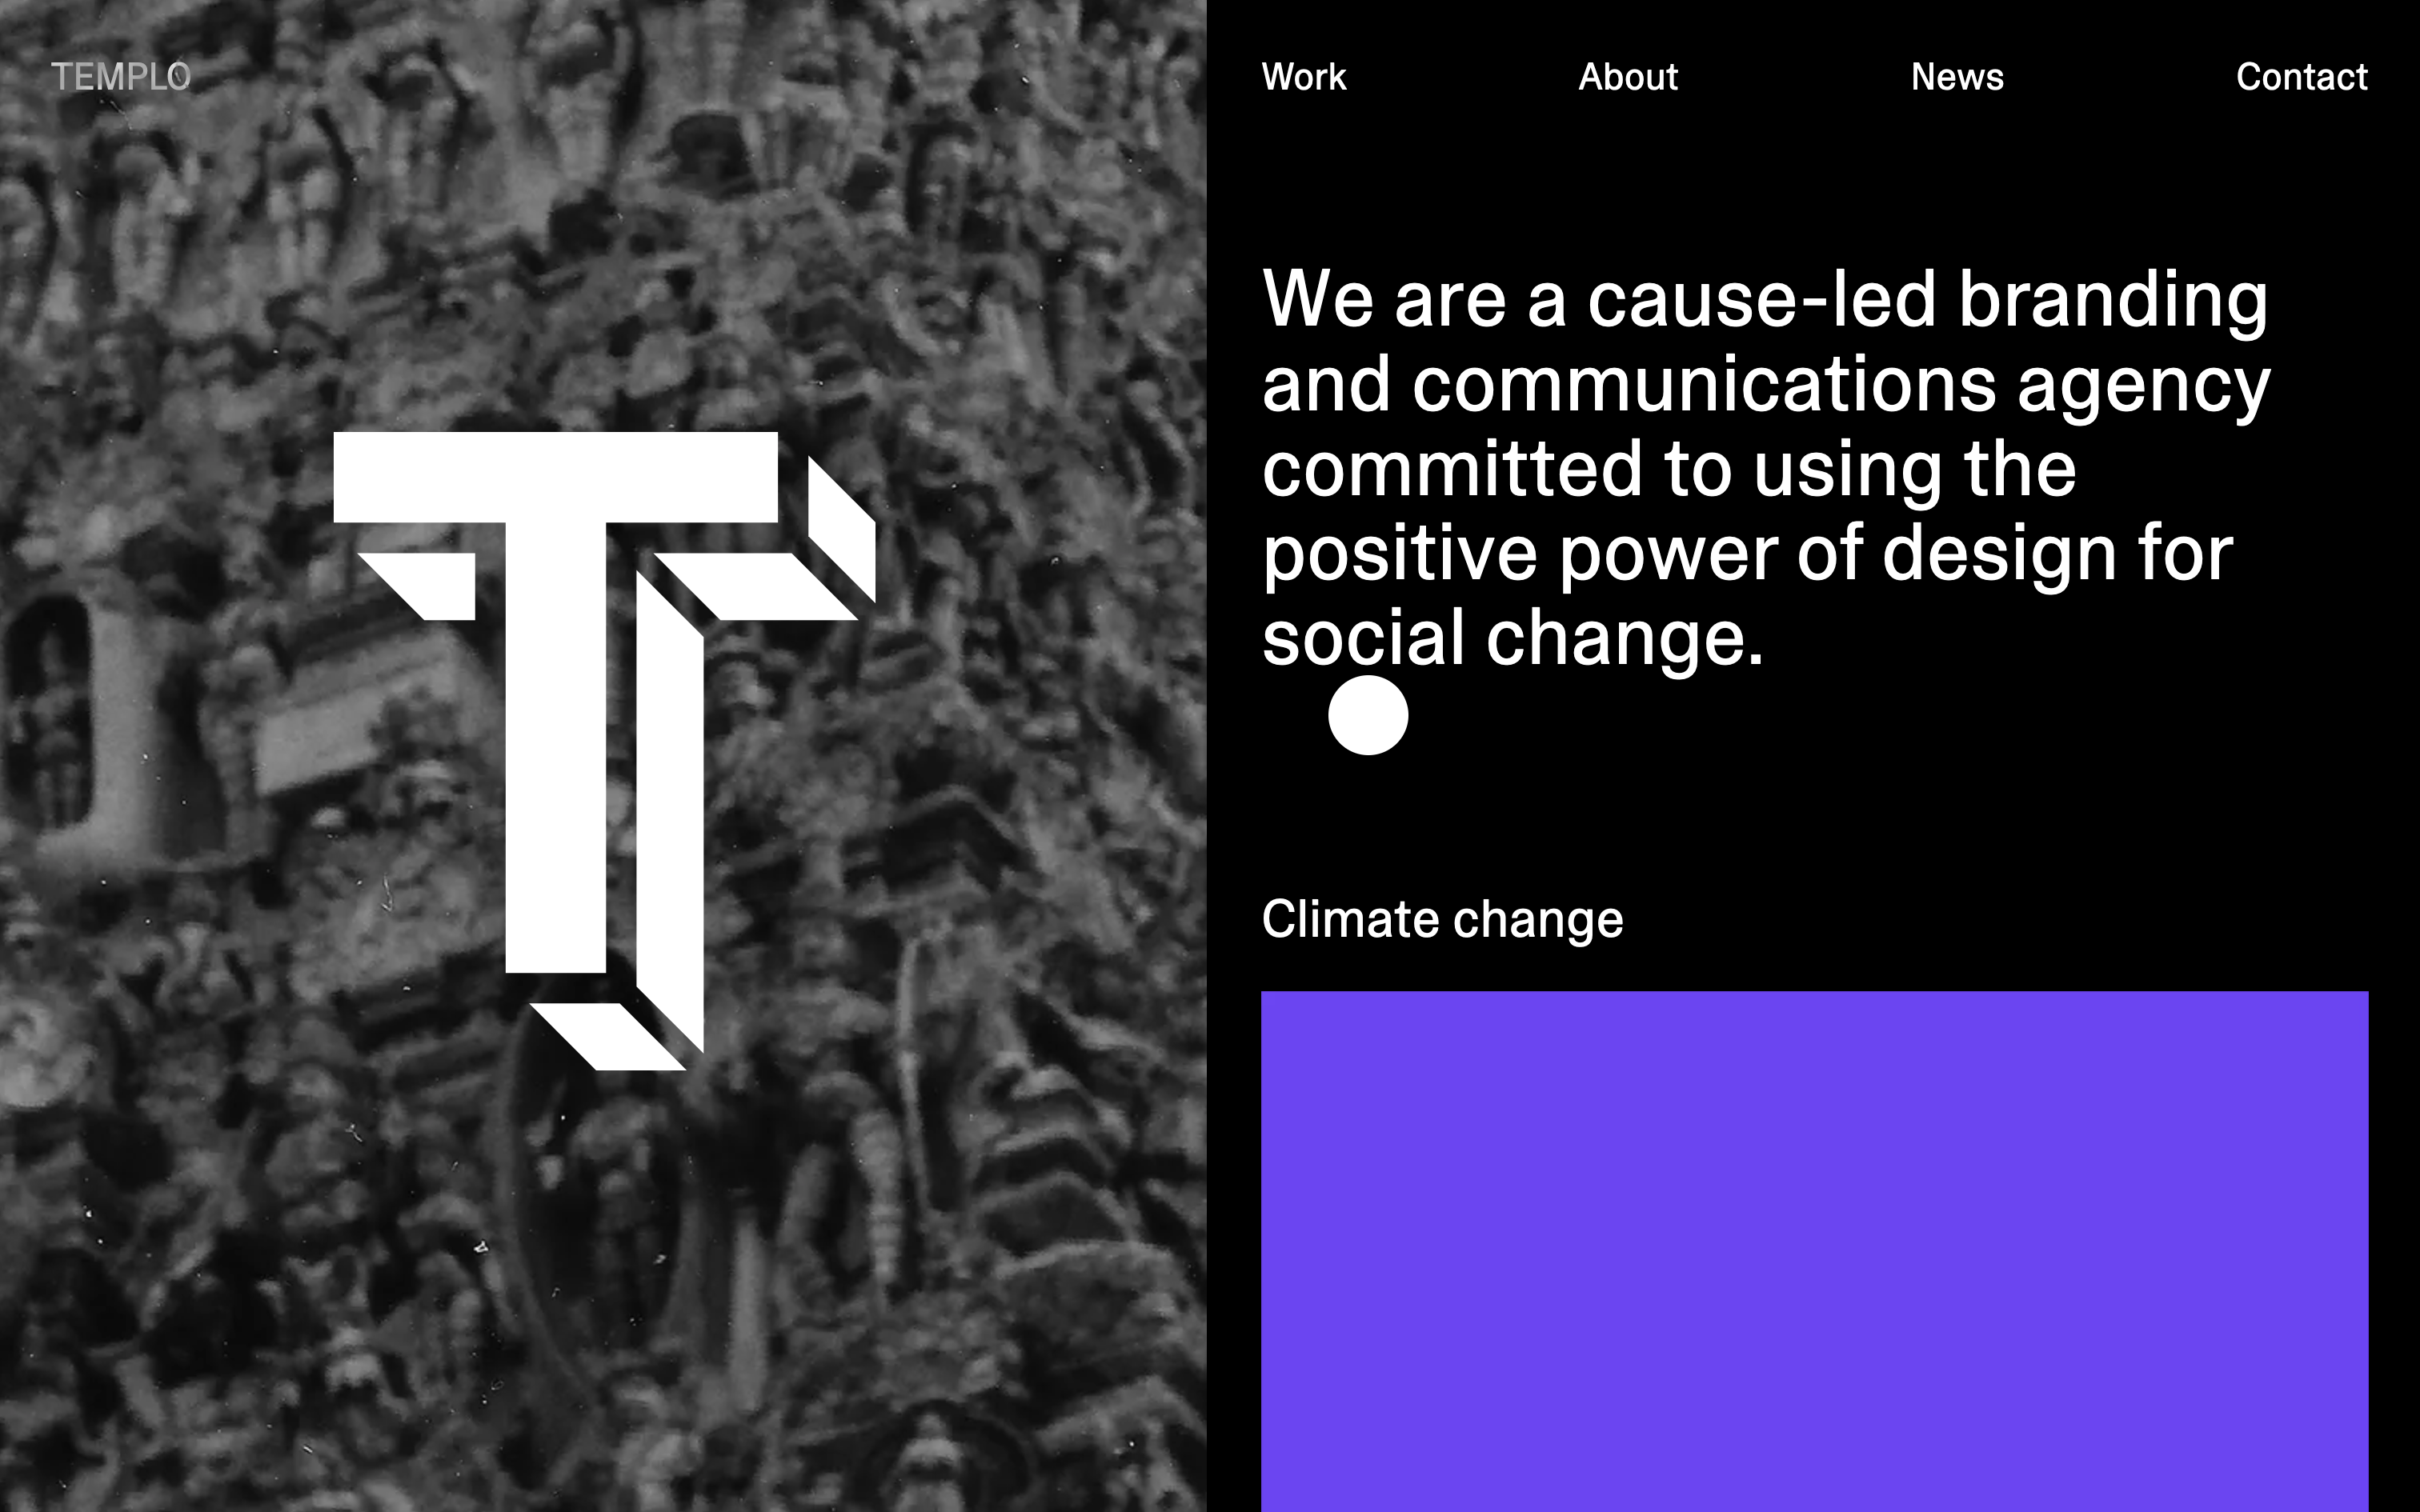 TEMPLO
Work About News Contact
We are a cause-led branding
and communications agency
committed to using the
positive power of design for
social change.
T
Climate change